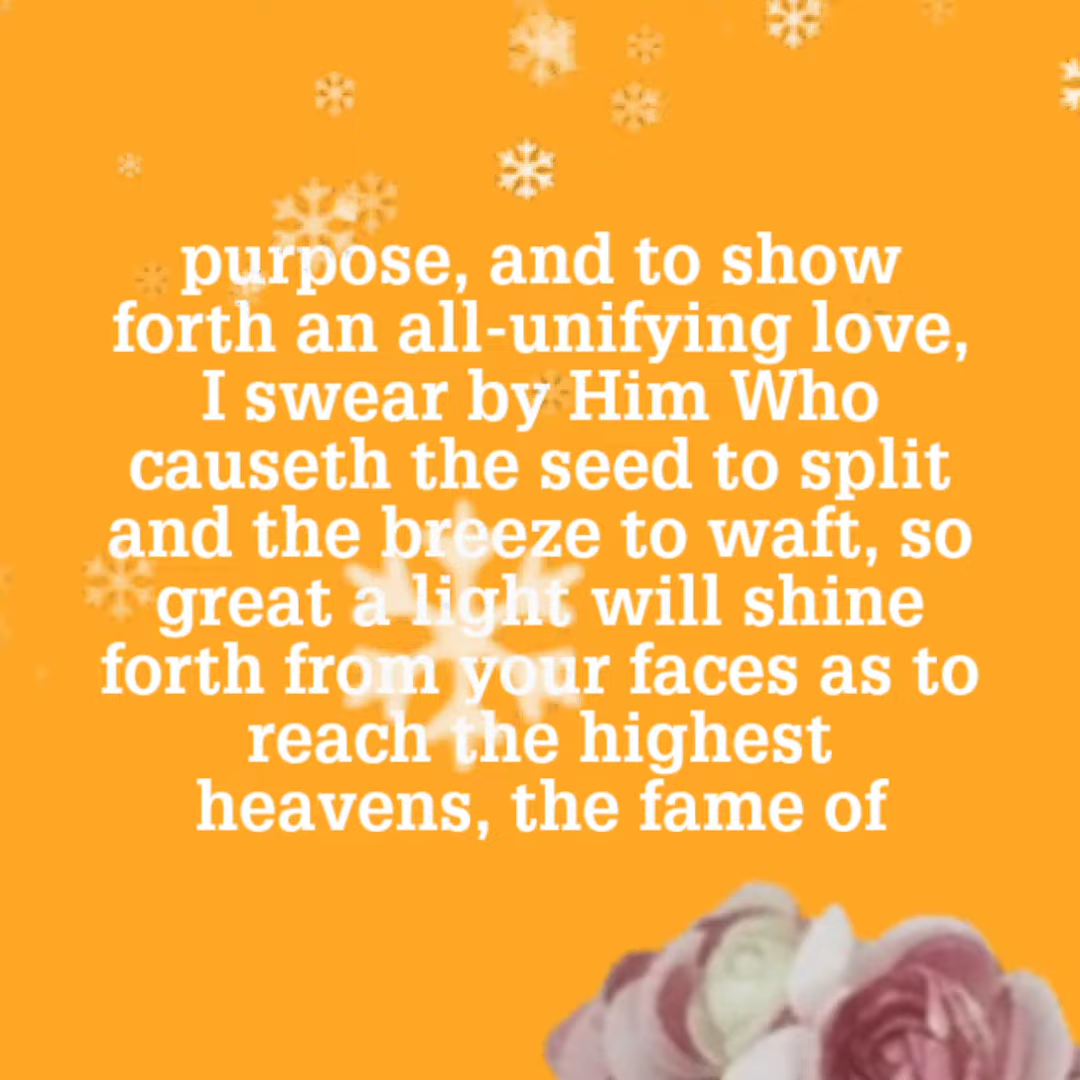 purpose, and to show
forth an all-unifying love,
I swear by Him Who
causeth the seed to split
and the breeze to waft, so
great a light will shine
forth from your faces as to
reach the highest
heavens, the fame of